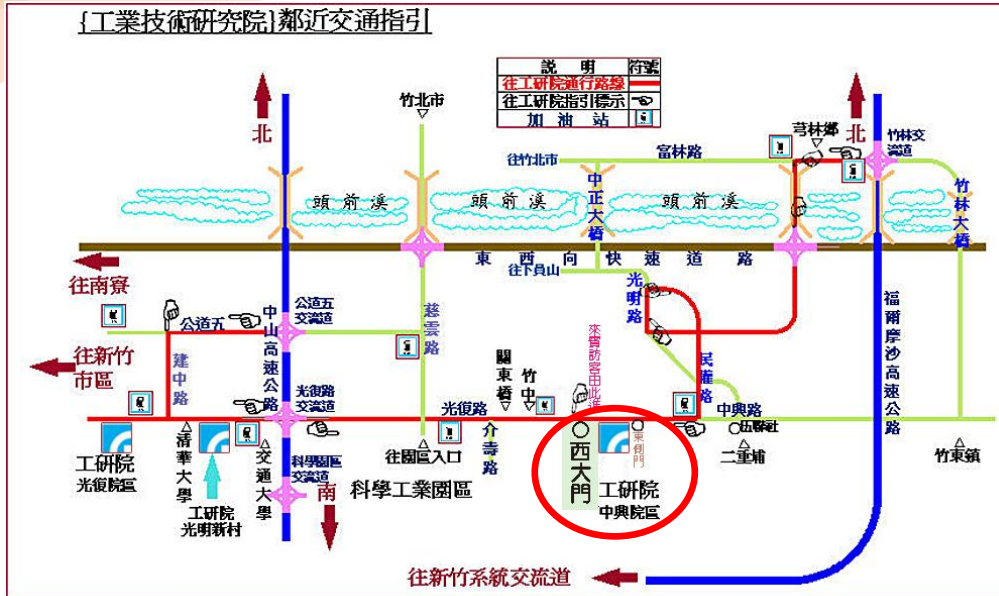 {工業技術研究院}鄰近交通指引
說 明 符號
往工研院通行路線
往工研院指引標示
加 油 站
北
竹北市
北
芎林鄉
竹林交
流道
往竹北市
富林路
中正大橋
竹林大橋
頭前溪
頭前溪
頭前溪
東西向快速道路
往下員山
往南寮
光明路
福爾摩沙高速公路
公道五
中山高速公路
公道五
交流道
慈雲路
來賓訪客由此進
往新竹
市區
建中路
關東橋
竹中
民權路
光復路
交流道
光復路
中興路
伍聯社
介壽路
西大門
東側門
工研院
光復院區
清華大學
交通大學
科學園區
交流道
往園區入口
科學工業園區
工研院
中興院區
二重埔
竹東鎮
工研院
光明新村
南
往新竹系統交流道